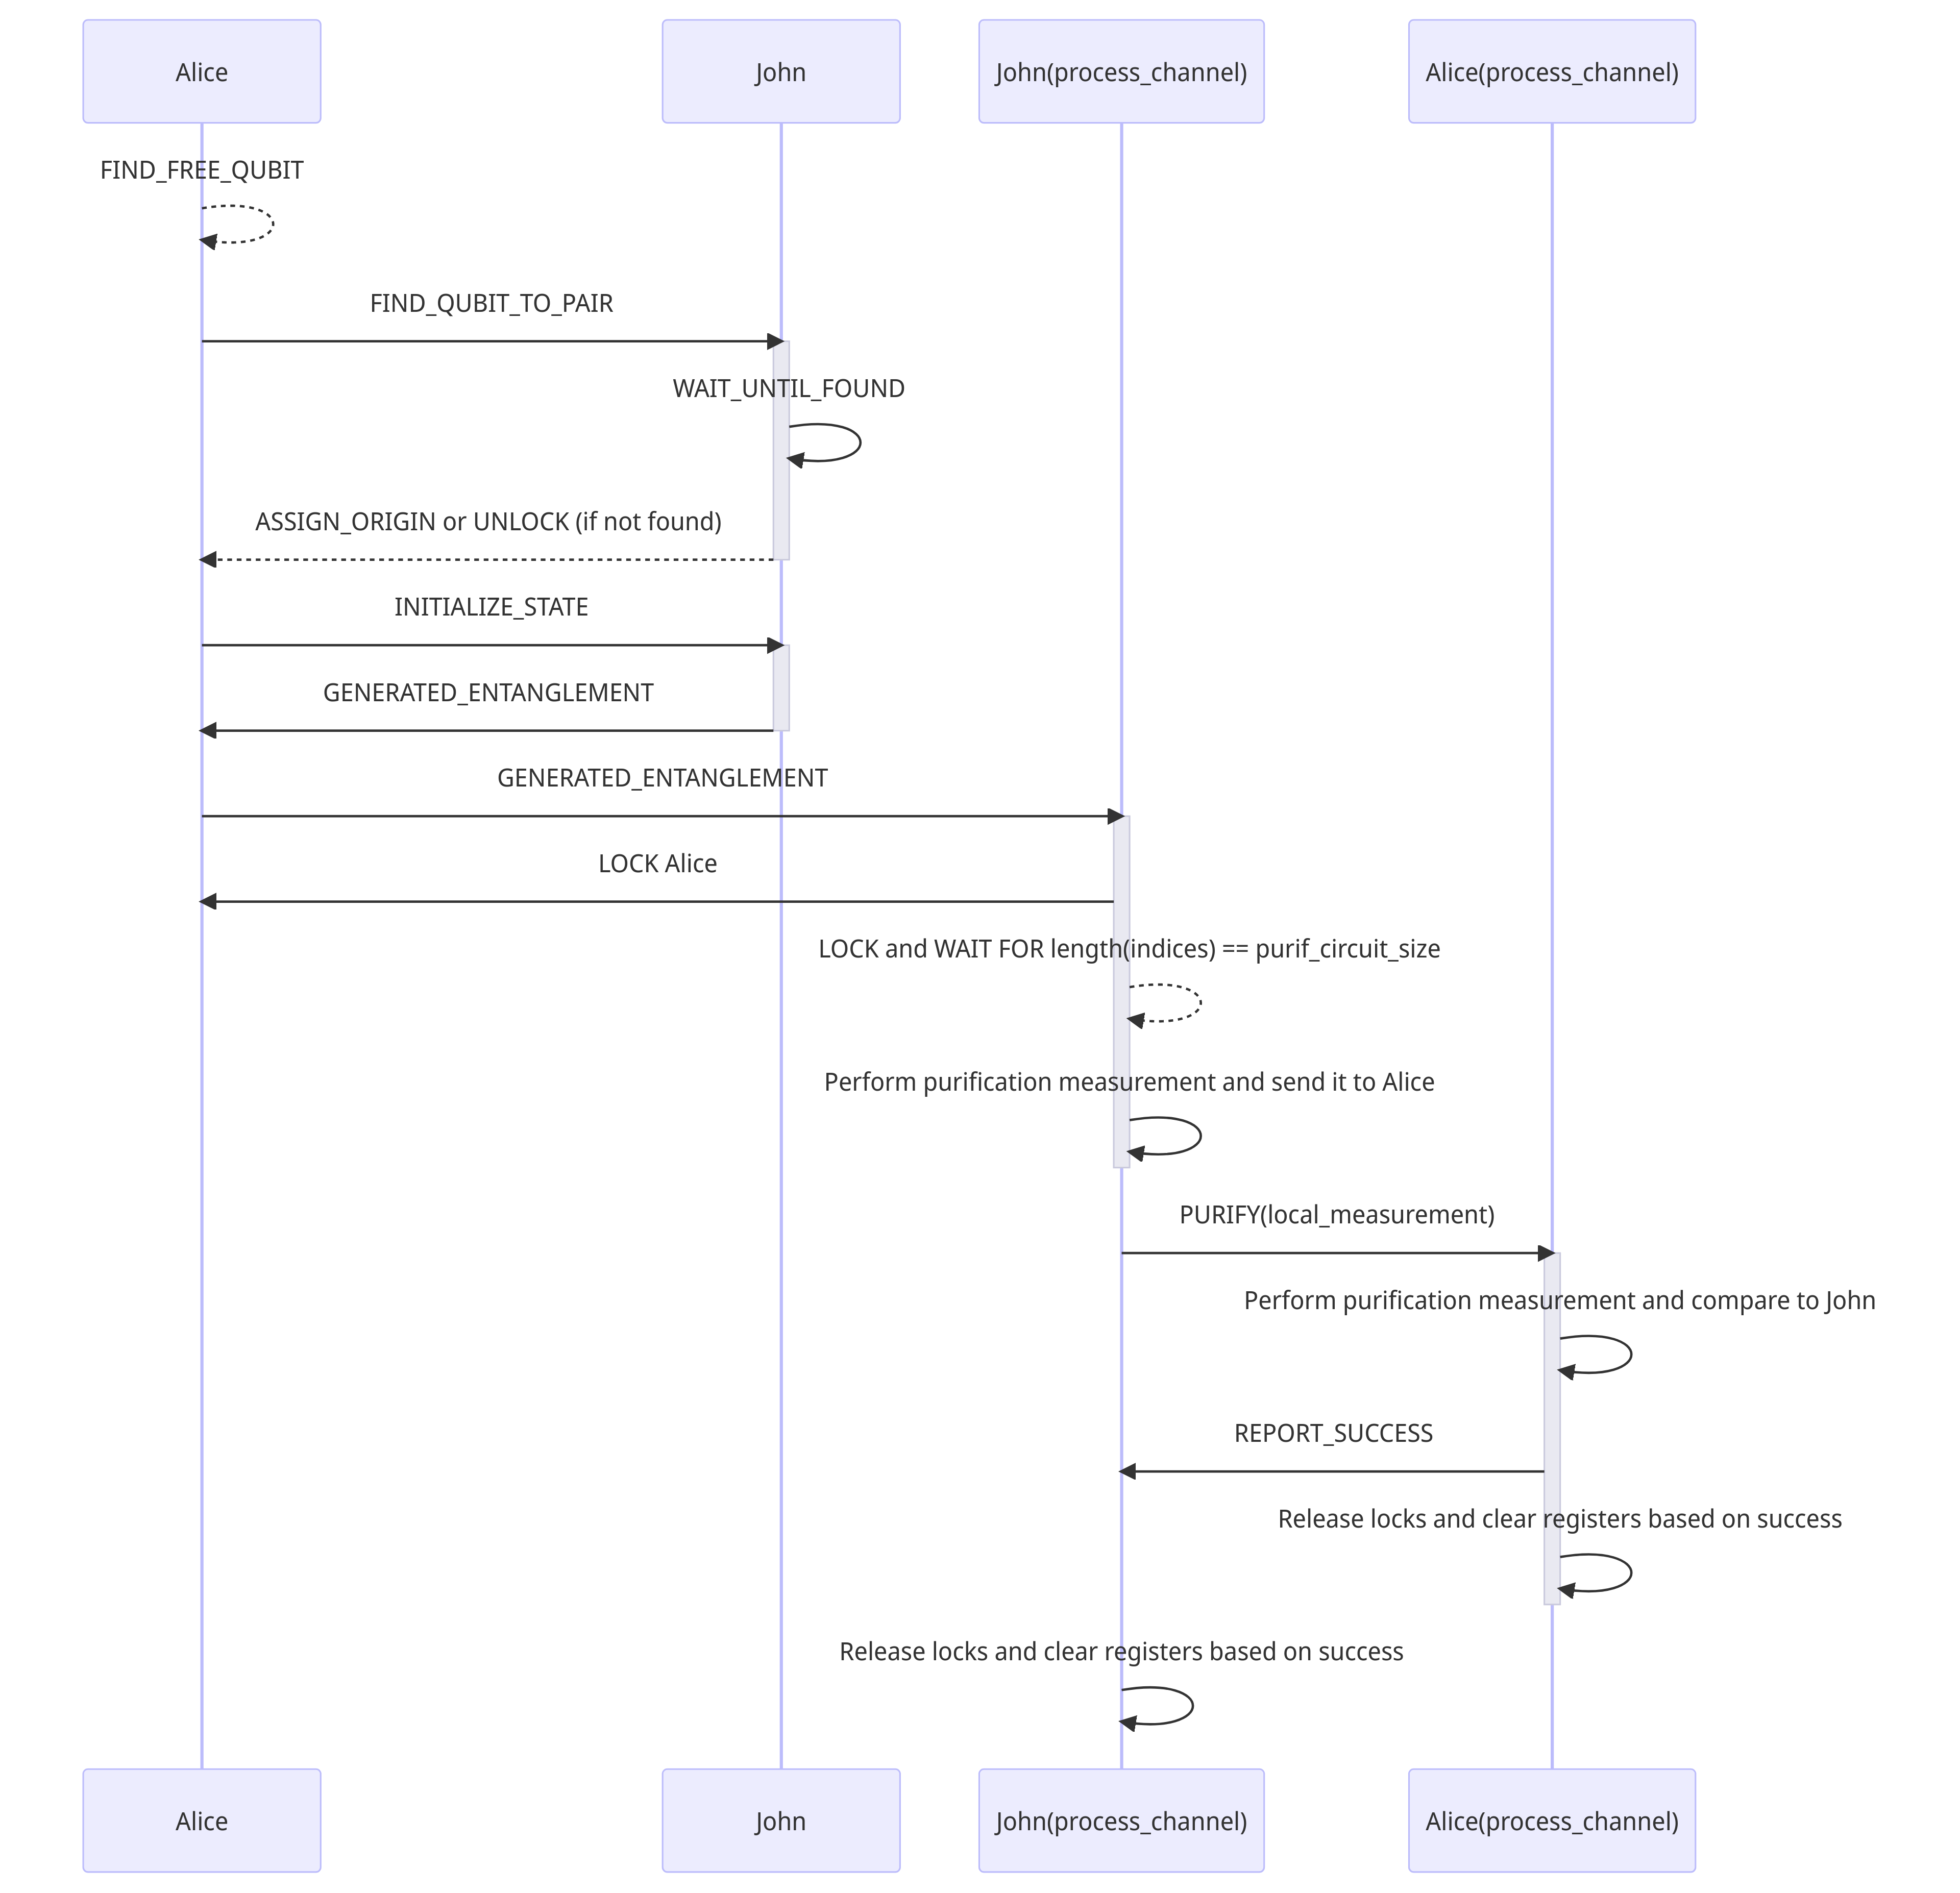 Alice
John
John(process_channel)
Alice(process_channel)
FIND_FREE_QUBIT
FIND_QUBIT_TO_PAIR
WAIT_UNTIL_FOUND
ASSIGN_ORIGIN or UNLOCK (if not found)
INITIALIZE_STATE
GENERATED_ENTANGLEMENT
GENERATED_ENTANGLEMENT
LOCK Alice
LOCK and WAIT FOR length(indices) == purif_circuit_size
Perform purification measurement and send it to Alice
PURIFY(local_measurement)
Perform purification measurement and compare to John
REPORT_SUCCESS
Release locks and clear registers based on success
Release locks and clear registers based on success
Alice
John
John(process_channel)
Alice(process_channel)